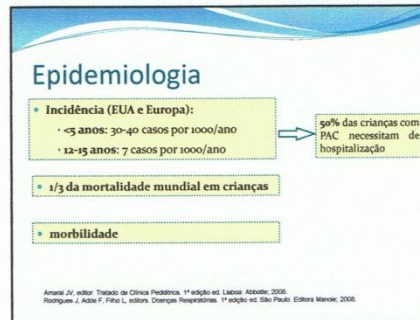 Epidemiologia
• Incidência (EUA e Europa):
• <5 anos: 30-40 casos por 1000/ano
• 12-15 anos: 7 casos por 1000/ano
50% das crianças com
PAC necessitam de
hospitalização
• 1/3 da mortalidade mundial em crianças
• morbilidade
Amaral JV, editor. Tratado de Clínica Pediátrica. 1ª edição ed. Lisboa: Abbotte; 2008.
Rodrigues J, Adde F, Filho L, editors. Doenças Respiratórias. 1ª edição ed. São Paulo: Editora Manole; 2008.